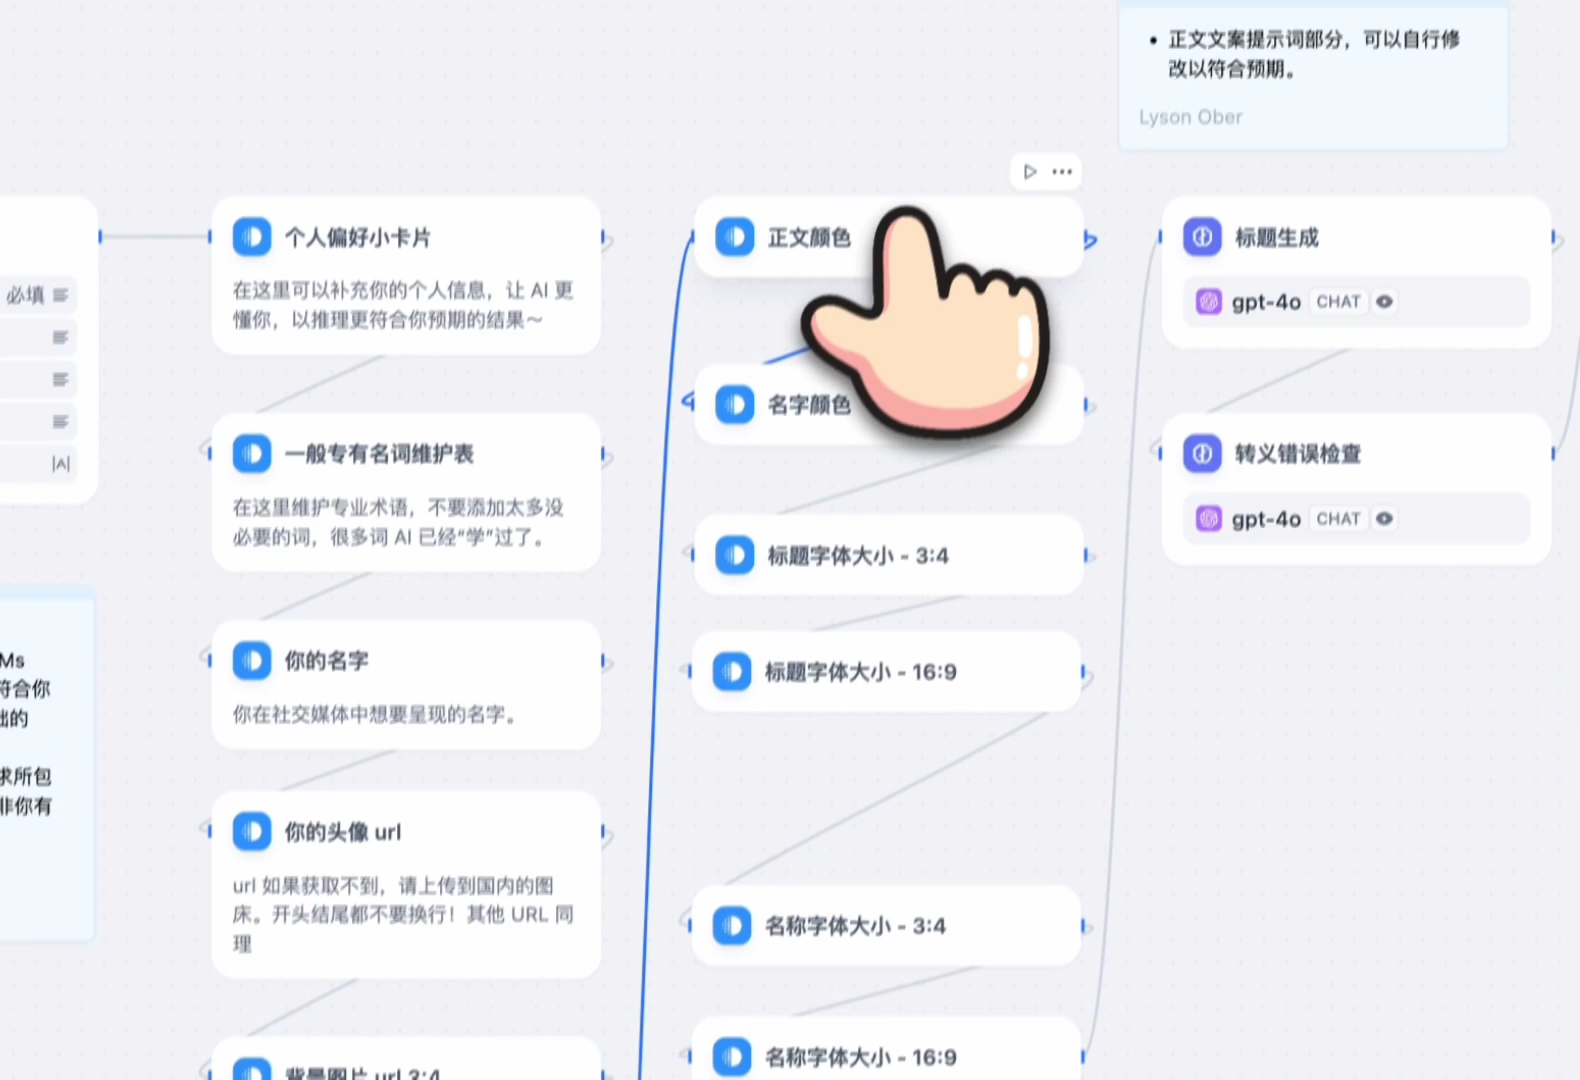 正文文案提示词部分，可以自行修
改以符合预期。
Lyson Ober
必填
个人偏好小卡片
在这里可以补充你的个人信息，让 AI 更
懂你，以推理更符合你预期的结果～
一般专有名词维护表
在这里维护专业术语，不要添加太多没
必要的词，很多词 AI 已经“学”过了。
你的名字
你在社交媒体中想要呈现的名字。
你的头像 url
url 如果获取不到，请上传到国内的图
床。开头结尾都不要换行！其他 URL 同
理
背景图片 url 3:4
正文颜色
名字颜色
标题字体大小 - 3:4
标题字体大小 - 16:9
名称字体大小 - 3:4
名称字体大小 - 16:9
标题生成
gpt-4o CHAT
转义错误检查
gpt-4o CHAT
Ms
符合你
的
求所包
非你有